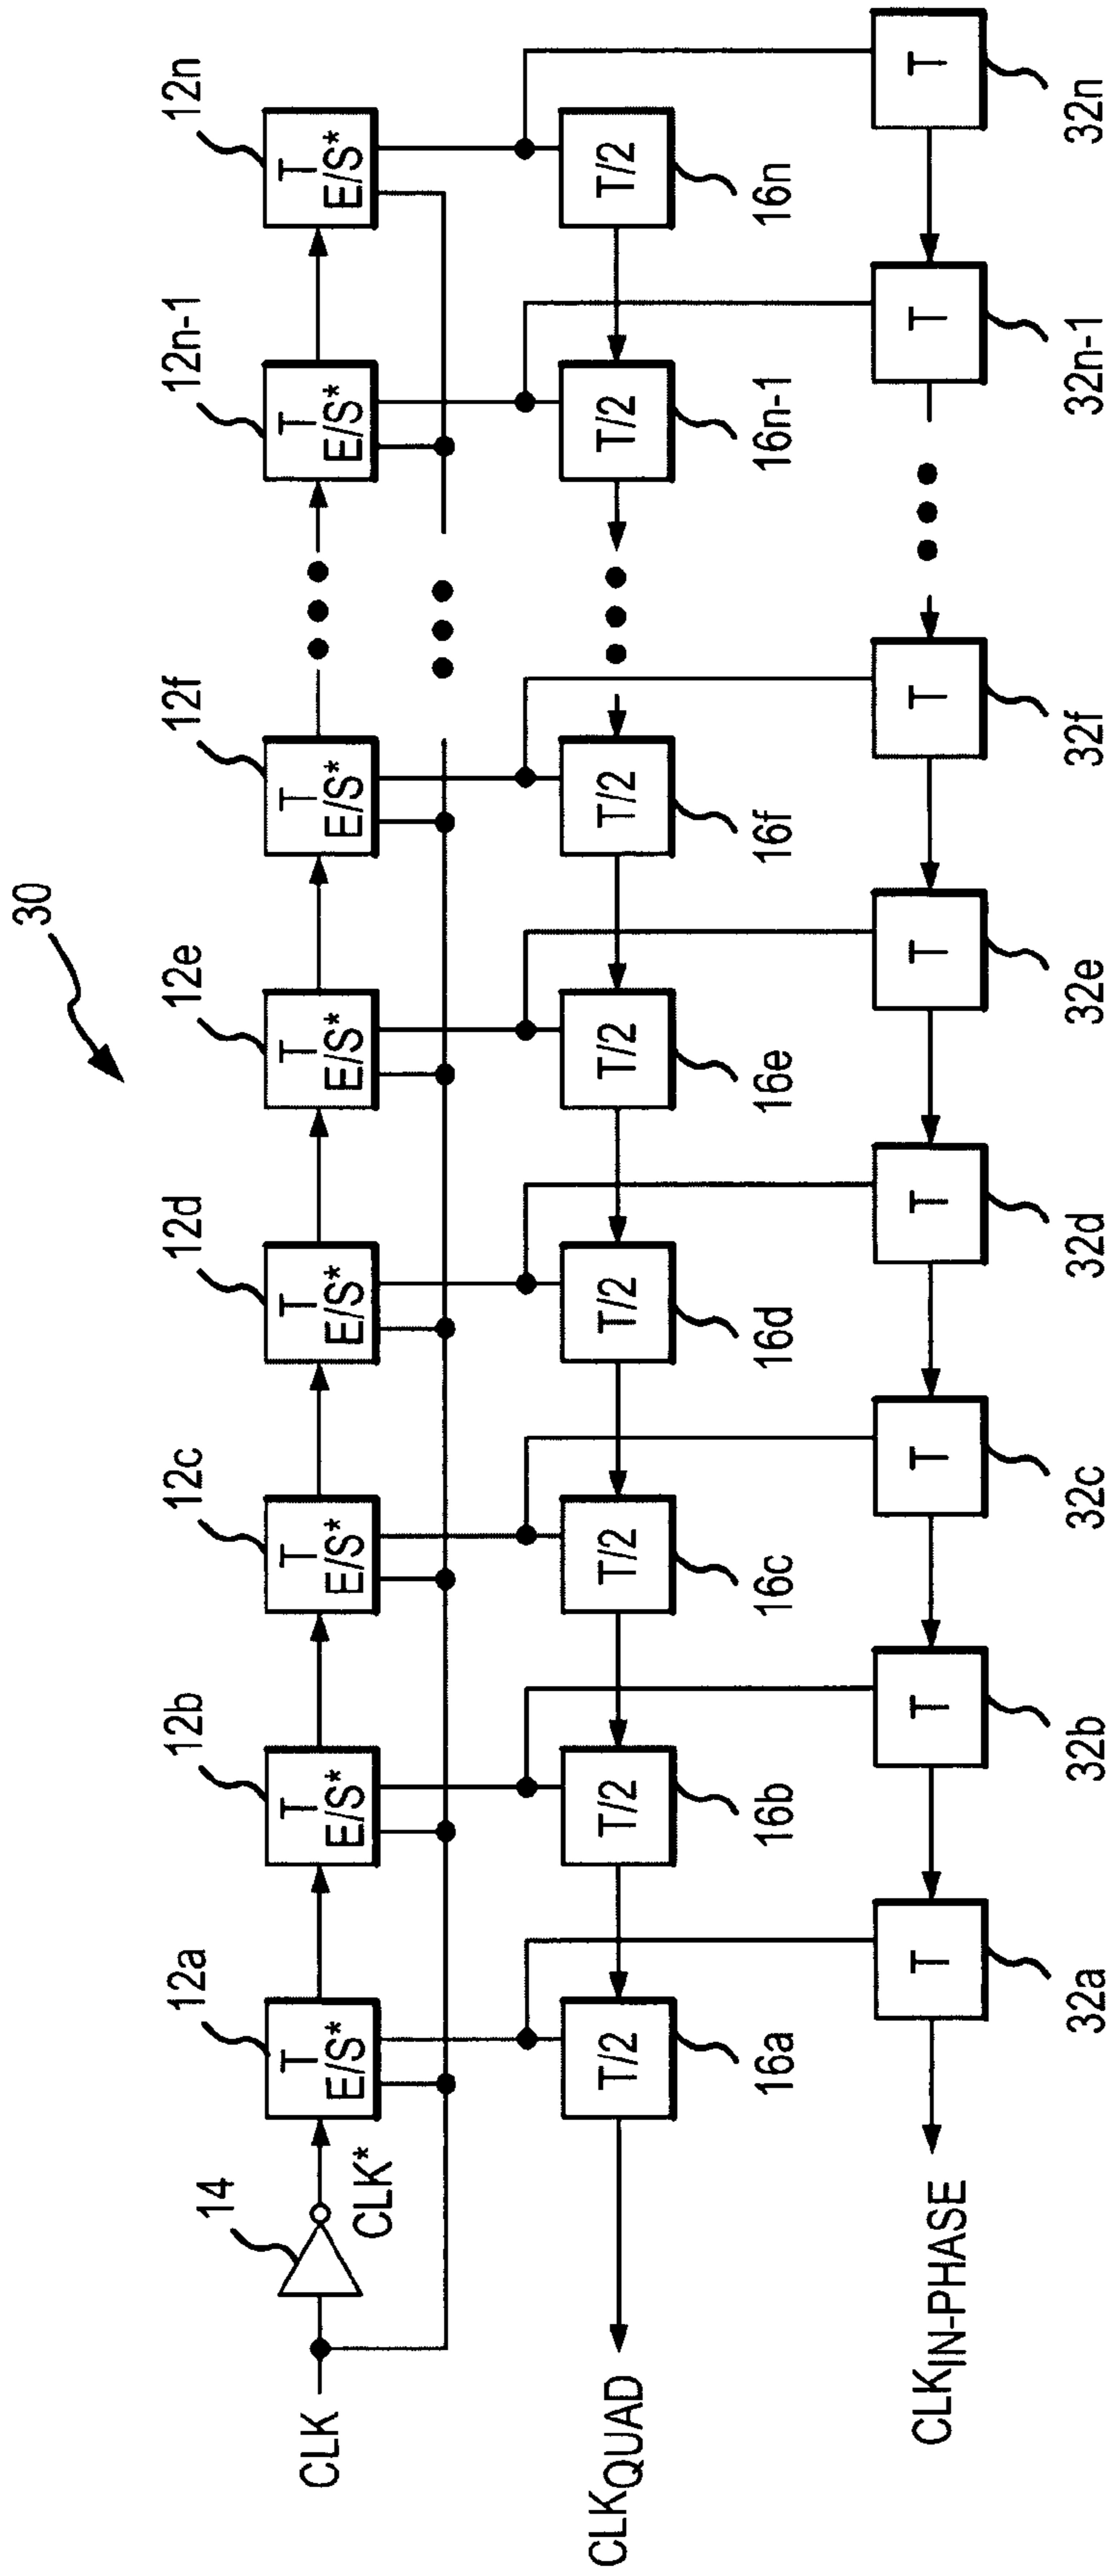 30
12a
12b
12c
12d
12e
12f
12n-1
12n
14
CLK
CLK*
T
E/S*
T
E/S*
T
E/S*
T
E/S*
T
E/S*
T
E/S*
T
E/S*
T
E/S*
CLKQUAD
T/2
T/2
T/2
T/2
T/2
T/2
T/2
T/2
16a
16b
16c
16d
16e
16f
16n-1
16n
CLKIN-PHASE
T
T
T
T
T
T
T
T
32a
32b
32c
32d
32e
32f
32n-1
32n